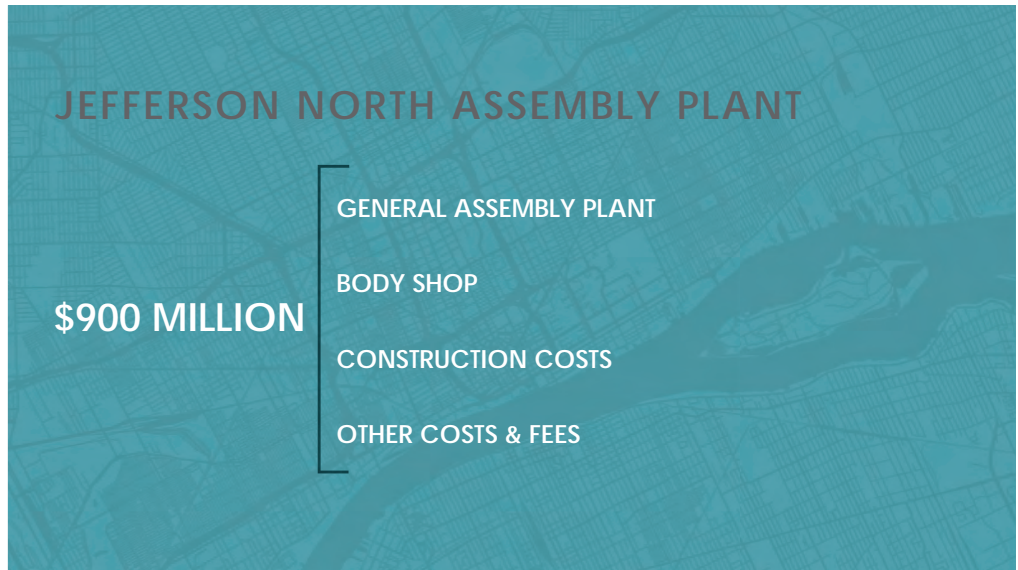 JEFFERSON NORTH ASSEMBLY PLANT
$900 MILLION
GENERAL ASSEMBLY PLANT
BODY SHOP
CONSTRUCTION COSTS
OTHER COSTS & FEES